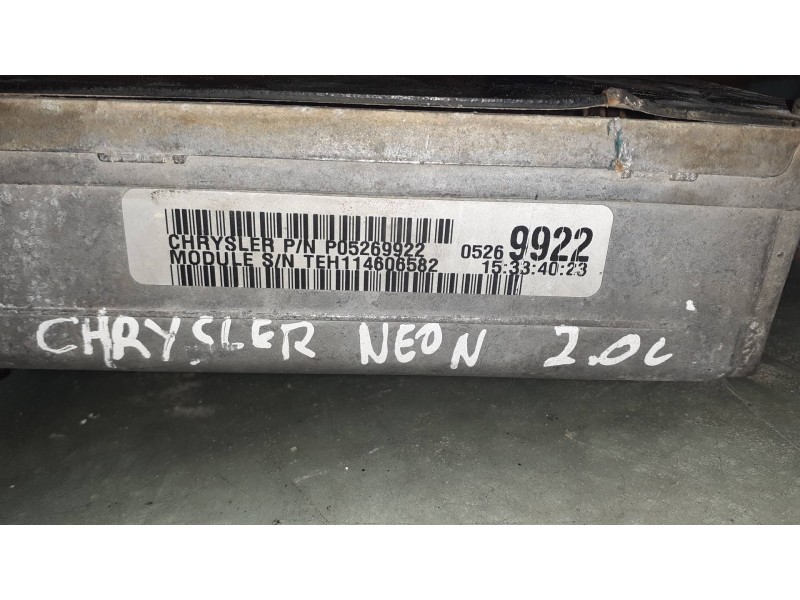 CHRYSLER P/N P05269922
MODULE S/N TEH114606582
0526 9922
15:33:40:23
CHRYSLER NEON 2.0L